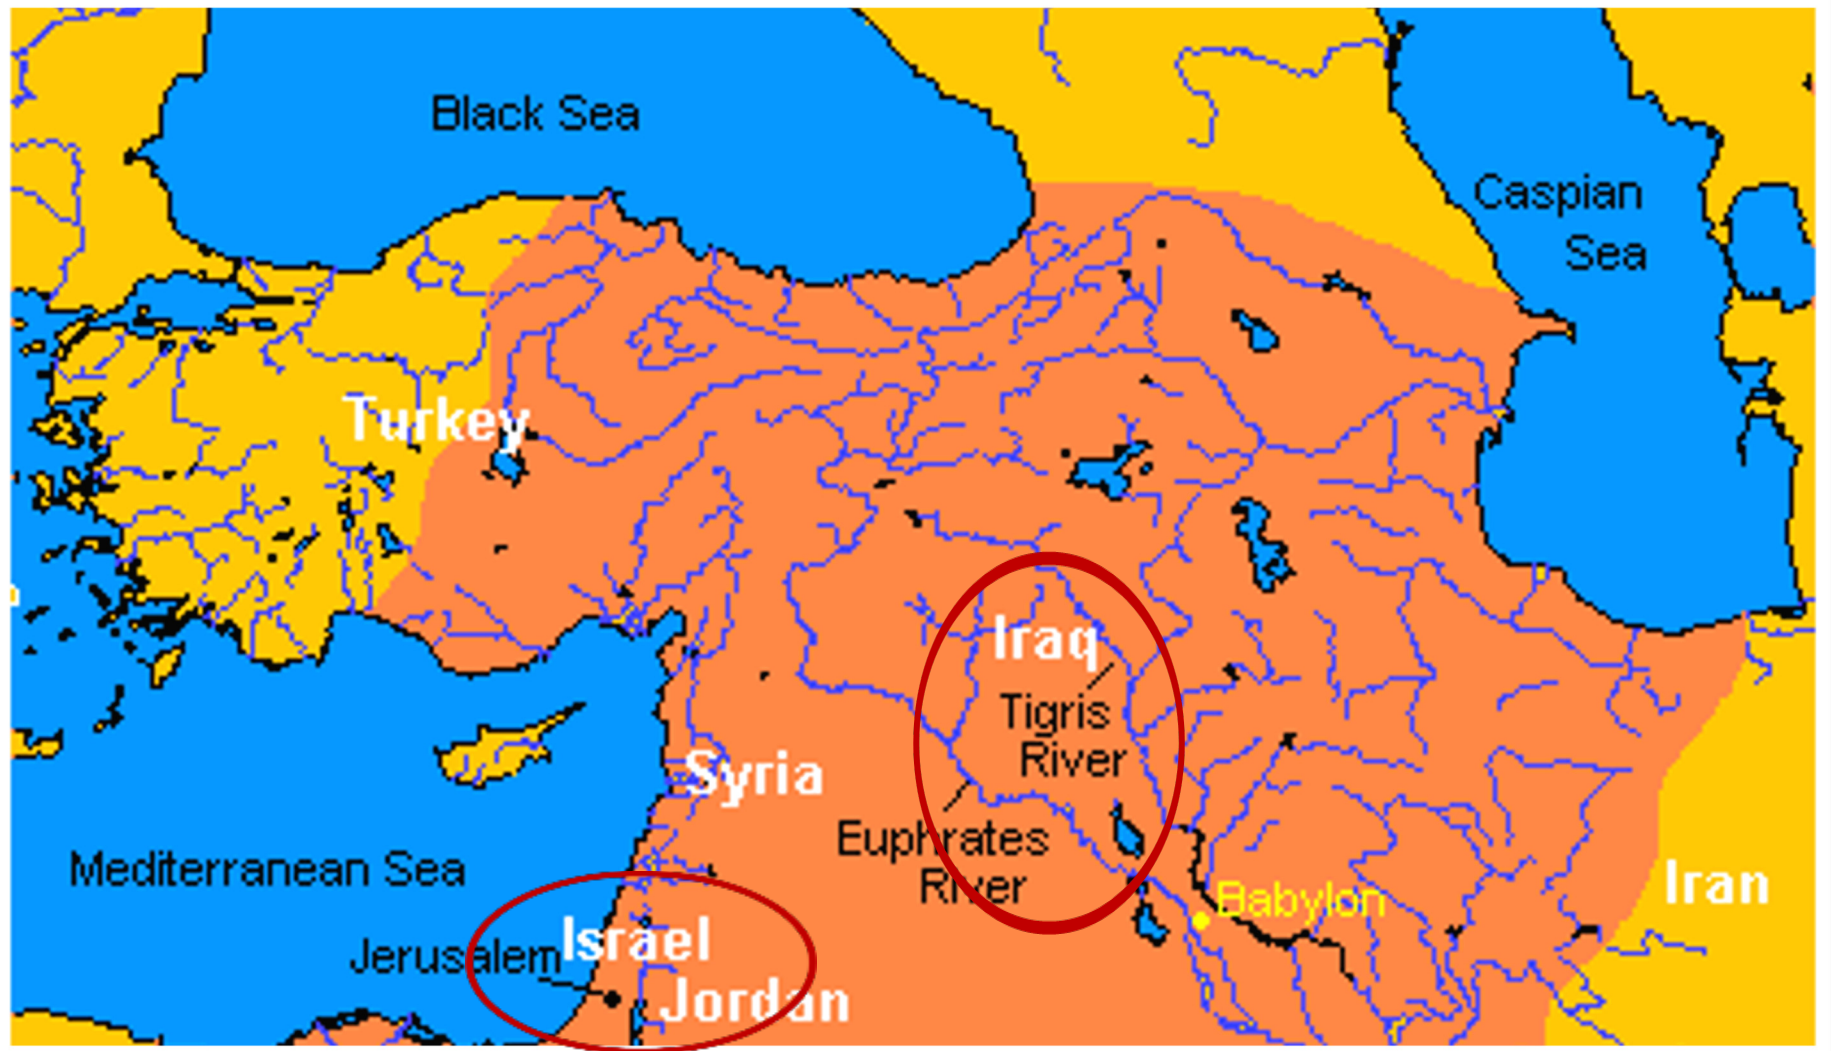 Black Sea
Caspian
Sea
Turkey
Iraq
Tigris
River
Syria
Euphrates
River
Mediterranean Sea
Iran
Babylon
Israel
Jerusalem
Jordan